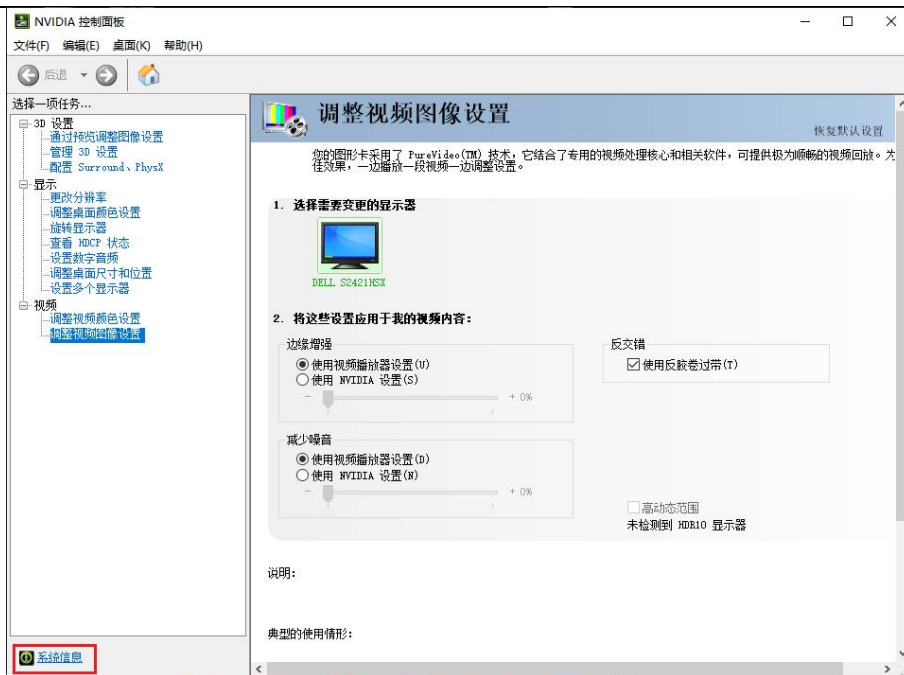 NVIDIA 控制面板
文件(F) 编辑(E) 桌面(K) 帮助(H)
后退
选择一项任务...
3D 设置
通过预览调整图像设置
管理 3D 设置
配置 Surround、PhysX
显示
更改分辨率
调整桌面颜色设置
旋转显示器
查看 HDCP 状态
设置数字音频
调整桌面尺寸和位置
设置多个显示器
视频
调整视频颜色设置
调整视频图像设置
系统信息
调整视频图像设置
恢复默认设置
您的图形卡采用了 PureVideo(TM) 技术，它结合了专用的视频处理核心和相关软件，可提供极为顺畅的视频回放。为
佳效果，一边播放一段视频一边调整设置。
1. 选择需要变更的显示器
DELL S2421HSX
2. 将这些设置应用于我的视频内容：
边缘增强
使用视频播放器设置(U)
使用 NVIDIA 设置(S)
- + 0%
反交错
使用反胶卷过带(T)
减少噪音
使用视频播放器设置(D)
使用 NVIDIA 设置(N)
- + 0%
高动态范围
未检测到 HDR10 显示器
说明：
典型的使用情形：